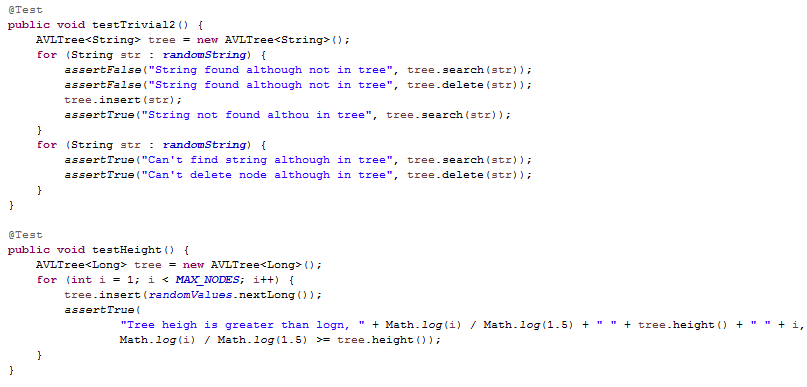 @Test
public void testTrivial2() {
    AVLTree<String> tree = new AVLTree<String>();
    for (String str : randomString) {
        assertFalse("String found although not in tree", tree.search(str));
        assertFalse("String found although not in tree", tree.delete(str));
        tree.insert(str);
        assertTrue("String not found althou in tree", tree.search(str));
    }
    for (String str : randomString) {
        assertTrue("Can't find string although in tree", tree.search(str));
        assertTrue("Can't delete node although in tree", tree.delete(str));
    }
}

@Test
public void testHeight() {
    AVLTree<Long> tree = new AVLTree<Long>();
    for (int i = 1; i < MAX_NODES; i++) {
        tree.insert(randomValues.nextLong());
        assertTrue(
                "Tree heigh is greater than logn, " + Math.log(i) / Math.log(1.5) + " " + tree.height() + " " + i,
                Math.log(i) / Math.log(1.5) >= tree.height());
    }
}